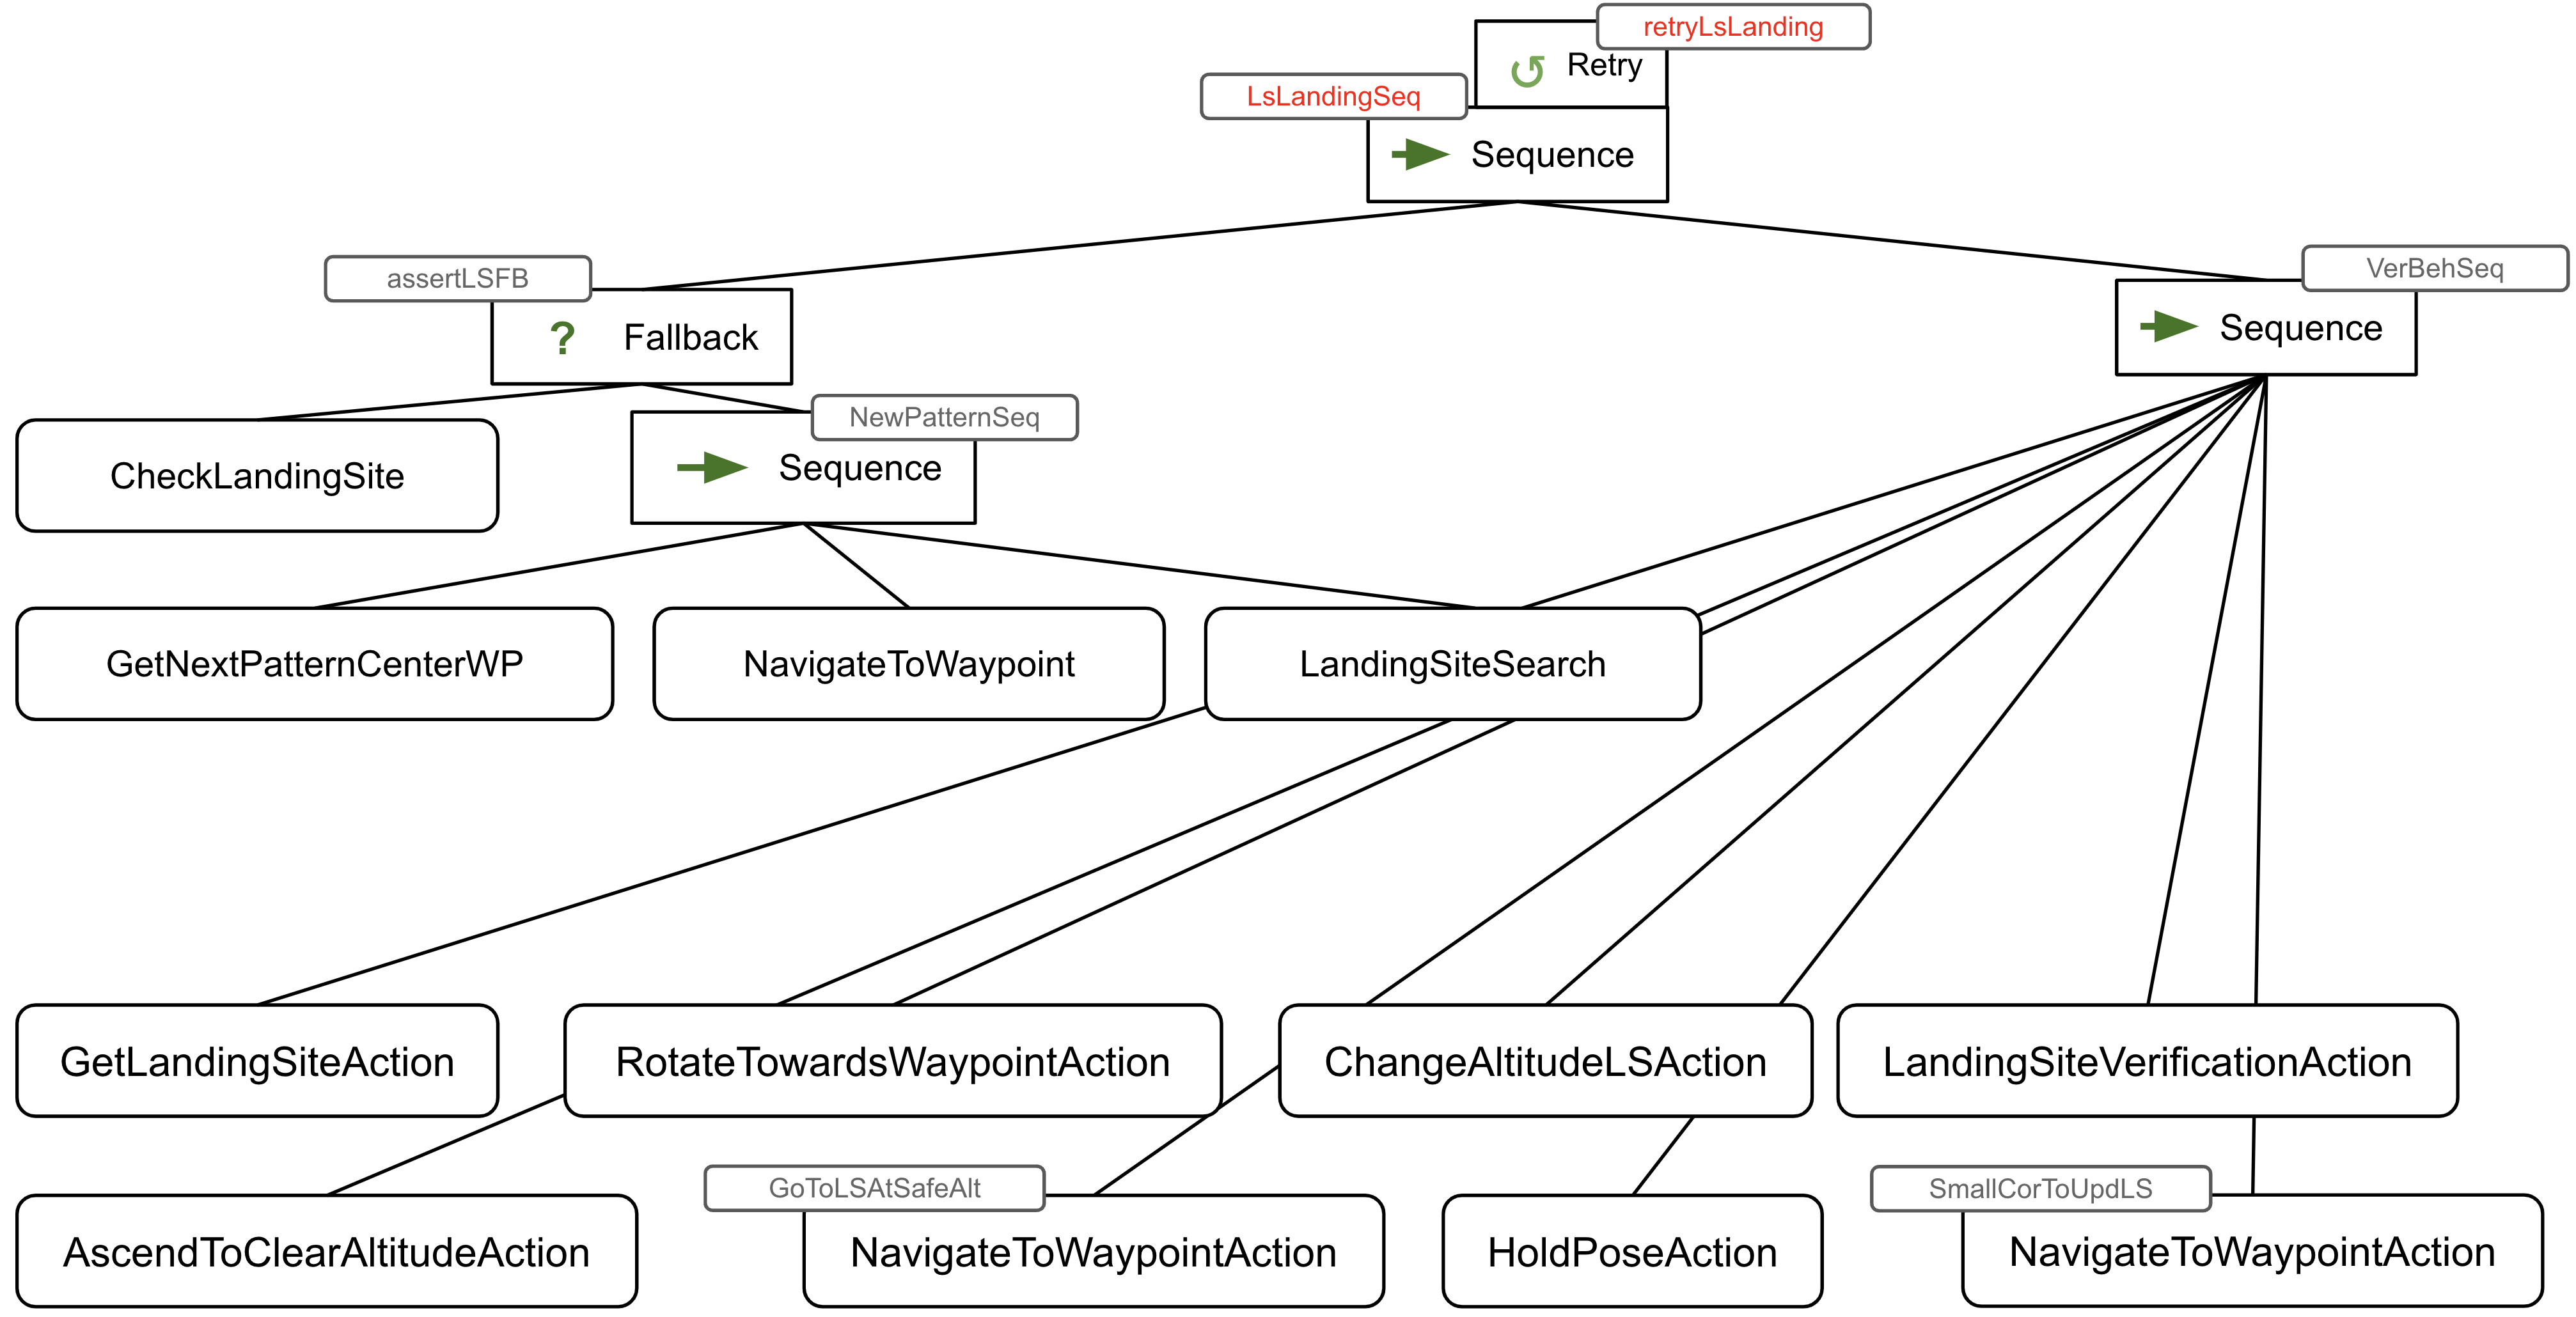 retryLsLanding
Retry
LsLandingSeq
Sequence
assertLSFB
? Fallback
VerBehSeq
Sequence
CheckLandingSite
NewPatternSeq
Sequence
GetNextPatternCenterWP
NavigateToWaypoint
LandingSiteSearch
GetLandingSiteAction
RotateTowardsWaypointAction
ChangeAltitudeLSAction
LandingSiteVerificationAction
AscendToClearAltitudeAction
GoToLSAtSafeAlt
NavigateToWaypointAction
HoldPoseAction
SmallCorToUpdLS
NavigateToWaypointAction